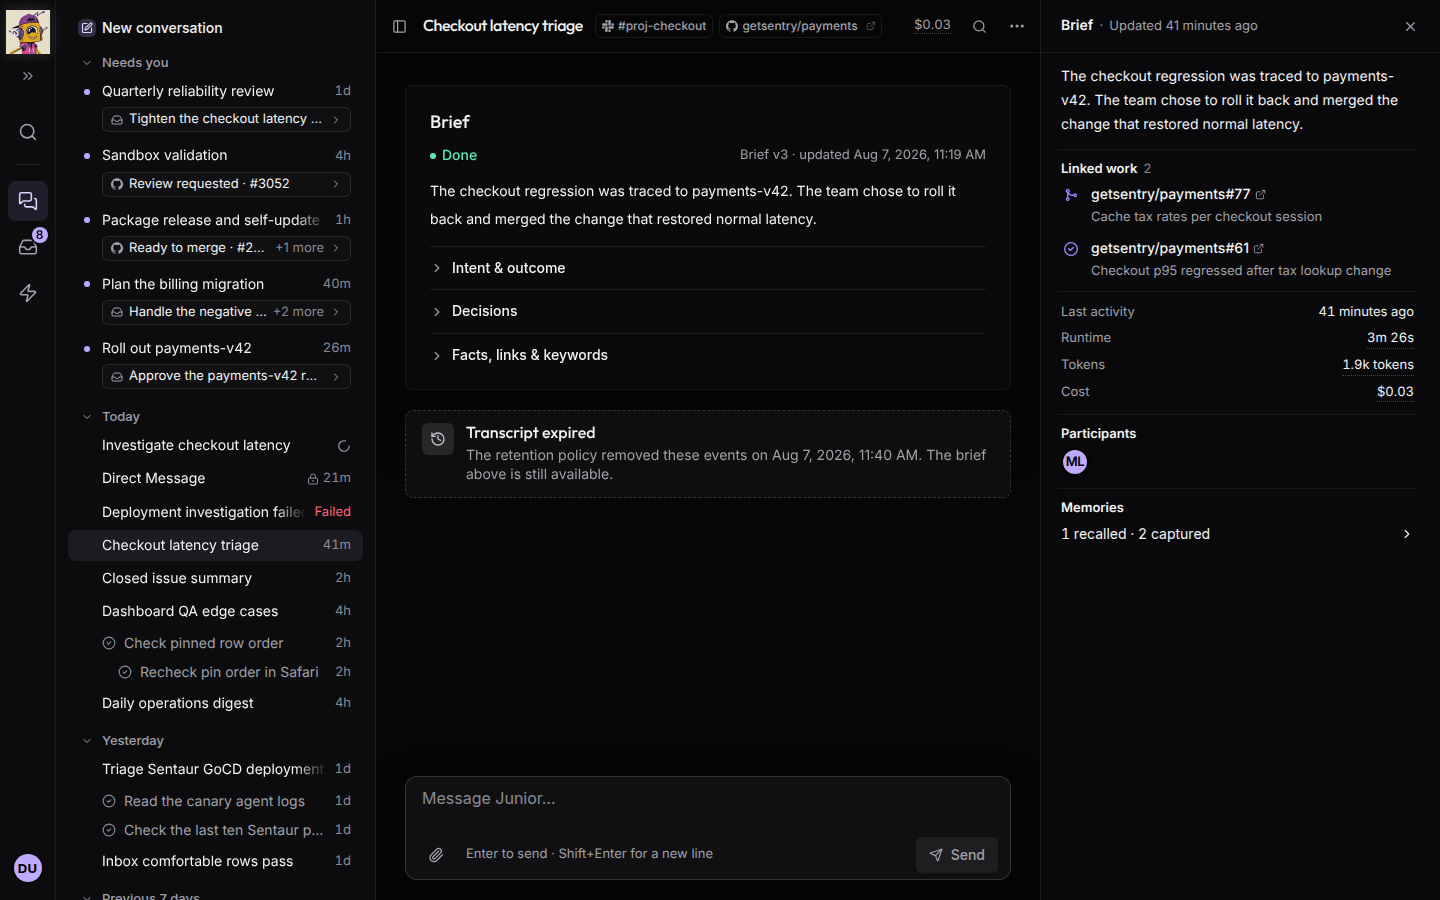 New conversation
Needs you
Quarterly reliability review 1d
Tighten the checkout latency ...
Sandbox validation 4h
Review requested · #3052
Package release and self-update 1h
Ready to merge · #2... +1 more
Plan the billing migration 40m
Handle the negative ... +2 more
Roll out payments-v42 26m
Approve the payments-v42 r...
Today
Investigate checkout latency
Direct Message 21m
Deployment investigation failed Failed
Checkout latency triage 41m
Closed issue summary 2h
Dashboard QA edge cases 4h
Check pinned row order 2h
Recheck pin order in Safari 2h
Daily operations digest 4h
Yesterday
Triage Sentaur GoCD deployment 1d
Read the canary agent logs 1d
Check the last ten Sentaur p... 1d
Inbox comfortable rows pass 1d
Previous 7 days
8
DU
Checkout latency triage #proj-checkout getsentry/payments $0.03
Brief
Done Brief v3 · updated Aug 7, 2026, 11:19 AM
The checkout regression was traced to payments-v42. The team chose to roll it
back and merged the change that restored normal latency.
Intent & outcome
Decisions
Facts, links & keywords
Transcript expired
The retention policy removed these events on Aug 7, 2026, 11:40 AM. The brief
above is still available.
Message Junior...
Enter to send · Shift+Enter for a new line
Send
Brief · Updated 41 minutes ago
The checkout regression was traced to payments-
v42. The team chose to roll it back and merged the
change that restored normal latency.
Linked work 2
getsentry/payments#77
Cache tax rates per checkout session
getsentry/payments#61
Checkout p95 regressed after tax lookup change
Last activity 41 minutes ago
Runtime 3m 26s
Tokens 1.9k tokens
Cost $0.03
Participants
ML
Memories
1 recalled · 2 captured